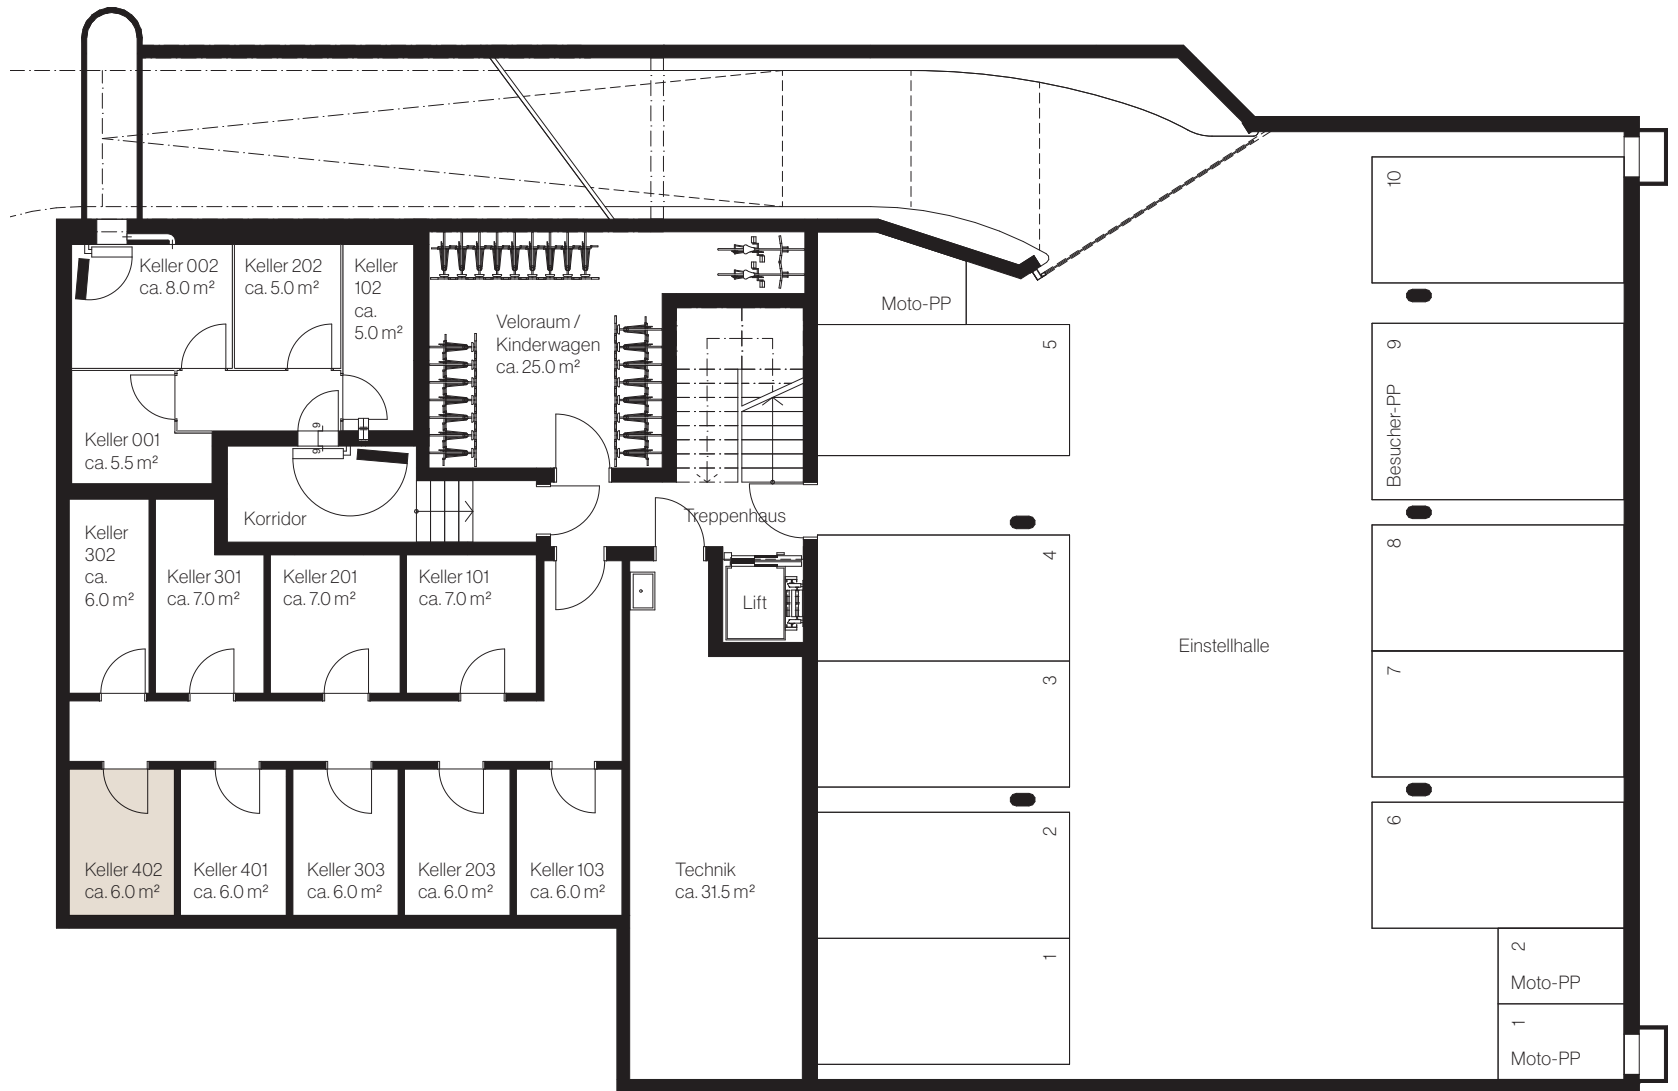 Keller 002
ca. 8.0 m²
Keller 202
ca. 5.0 m²
Keller
102
ca.
5.0 m²
Keller 001
ca. 5.5 m²
9
9
Veloraum /
Kinderwagen
ca. 25.0 m²
Korridor
Treppenhaus
Keller
302
ca.
6.0 m²
Keller 301
ca. 7.0 m²
Keller 201
ca. 7.0 m²
Keller 101
ca. 7.0 m²
Lift
Keller 402
ca. 6.0 m²
Keller 401
ca. 6.0 m²
Keller 303
ca. 6.0 m²
Keller 203
ca. 6.0 m²
Keller 103
ca. 6.0 m²
Technik
ca. 31.5 m²
Moto-PP
5
4
3
2
1
Einstellhalle
10
9
Besucher-PP
8
7
6
2
Moto-PP
1
Moto-PP